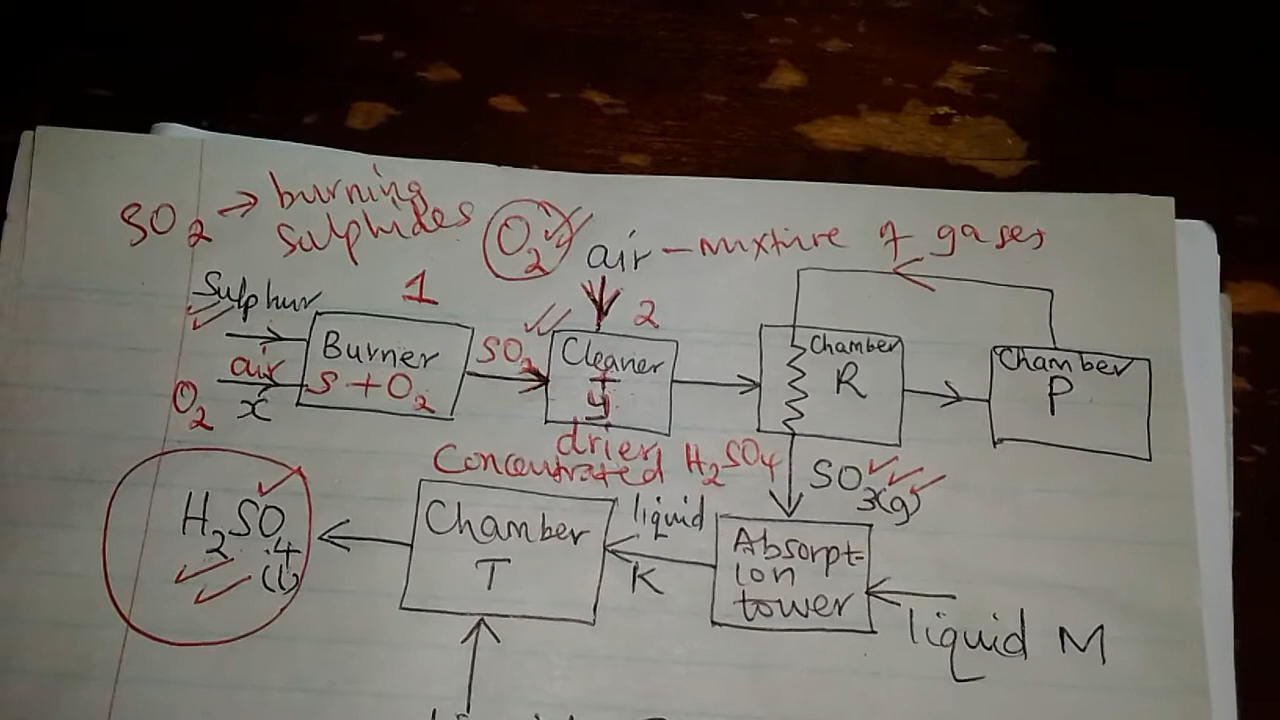 SO2 → burning
sulphides
O2 air – mixture of gases
Sulphur
1
2
air
O2
x
Burner
S + O2
SO2
Cleaner
+
y
drier
Concentrated H2SO4
Chamber
R
Chamber
P
SO3(g)
H2SO4(l)
Chamber
T
liquid
K
Absorpt-
ion
tower
liquid M